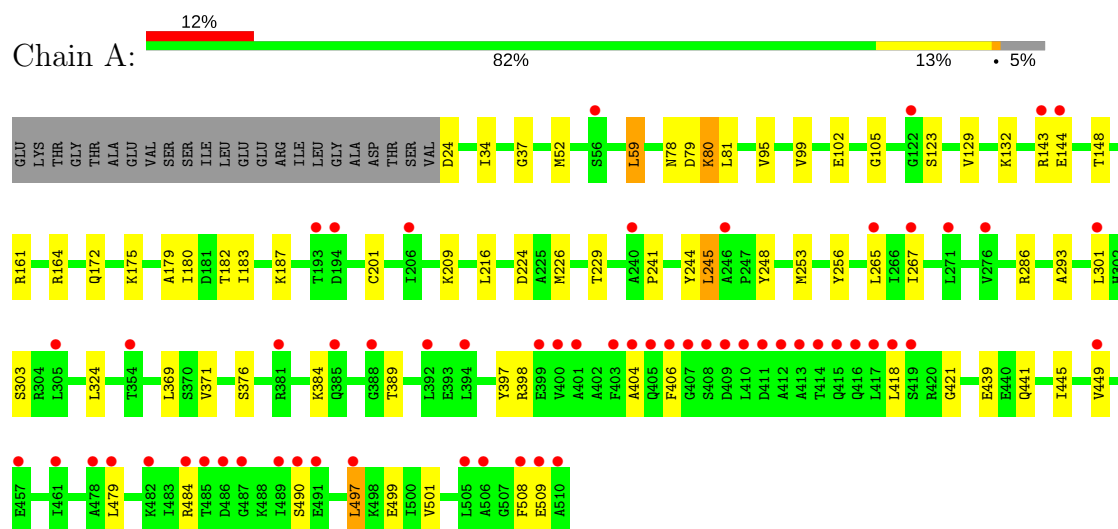 12%
Chain A:
82% 13% • 5%
GLU LYS THR GLY GLN THR ALA GLU VAL SER SER ILE LEU GLU GLU ARG ILE LEU GLY ALA ASP THR SER VAL D24 I34 G37 M52 S56 L59 N78 D79 K80 L81 V95 V99 E102 G105 G122 S123 V129 K132 R143 E144 T148
R161 R164 Q172 K175 A179 I180 D181 T182 I183 K187 T193 D194 C201 I206 K209 L216 D224 A225 M226 T229 A240 P241 Y244 L245 A246 P247 Y248 M253 Y256 L265 I266 I267 L271 V276 R286 A293 L301 H302
S303 R304 L305 L324 T354 L369 S370 V371 S376 R381 K384 Q385 G388 T389 L392 E393 L394 Y397 R398 E399 V400 A401 A402 F403 A404 Q405 F406 G407 S408 D409 L410 D411 A412 A413 T414 Q415 Q416 L417 L418 S419 R420 G421 E439 E440 Q441 I445 V449
E457 I461 A478 L479 K482 I483 R484 T485 D486 G487 K488 I489 S490 E491 L497 K498 E499 I500 V501 L505 A506 G507 F508 E509 A510